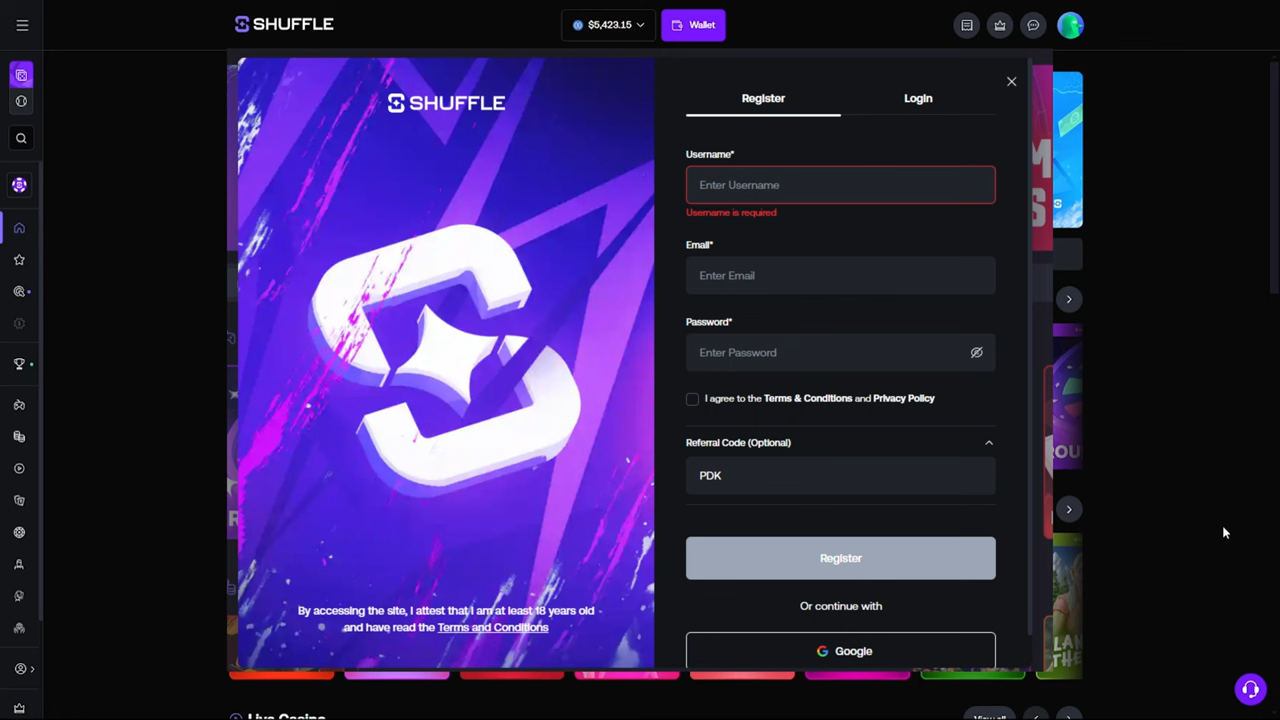 SHUFFLE
$5,423.15
Wallet
SHUFFLE
By accessing the site, I attest that I am at least 18 years old
and have read the Terms and Conditions
Register
Login
Username*
Enter Username
Username is required
Email*
Enter Email
Password*
Enter Password
I agree to the Terms & Conditions and Privacy Policy
Referral Code (Optional)
PDK
Register
Or continue with
Google
Live Casino
View all